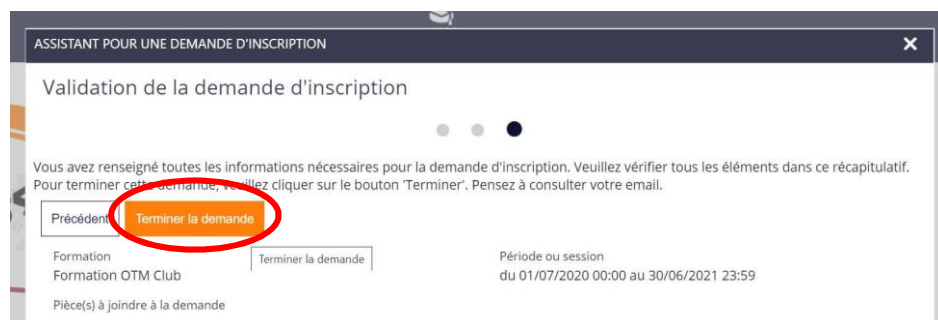 ASSISTANT POUR UNE DEMANDE D'INSCRIPTION
Validation de la demande d'inscription
Vous avez renseigné toutes les informations nécessaires pour la demande d'inscription. Veuillez vérifier tous les éléments dans ce récapitulatif.
Pour terminer cette demande, veuillez cliquer sur le bouton 'Terminer'. Pensez à consulter votre email.
Précédent Terminer la demande
Formation Terminer la demande Période ou session
Formation OTM Club du 01/07/2020 00:00 au 30/06/2021 23:59
Pièce(s) à joindre à la demande